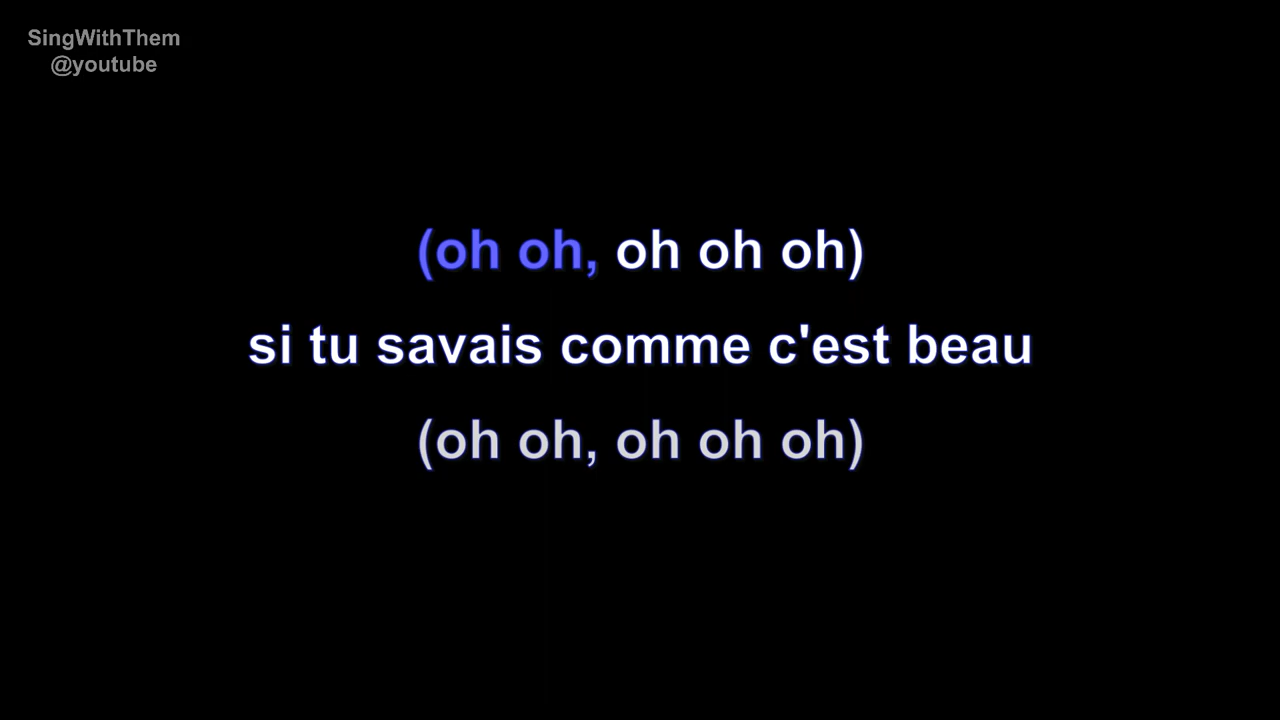 SingWithThem
@youtube
(oh oh, oh oh oh)
si tu savais comme c'est beau
(oh oh, oh oh oh)